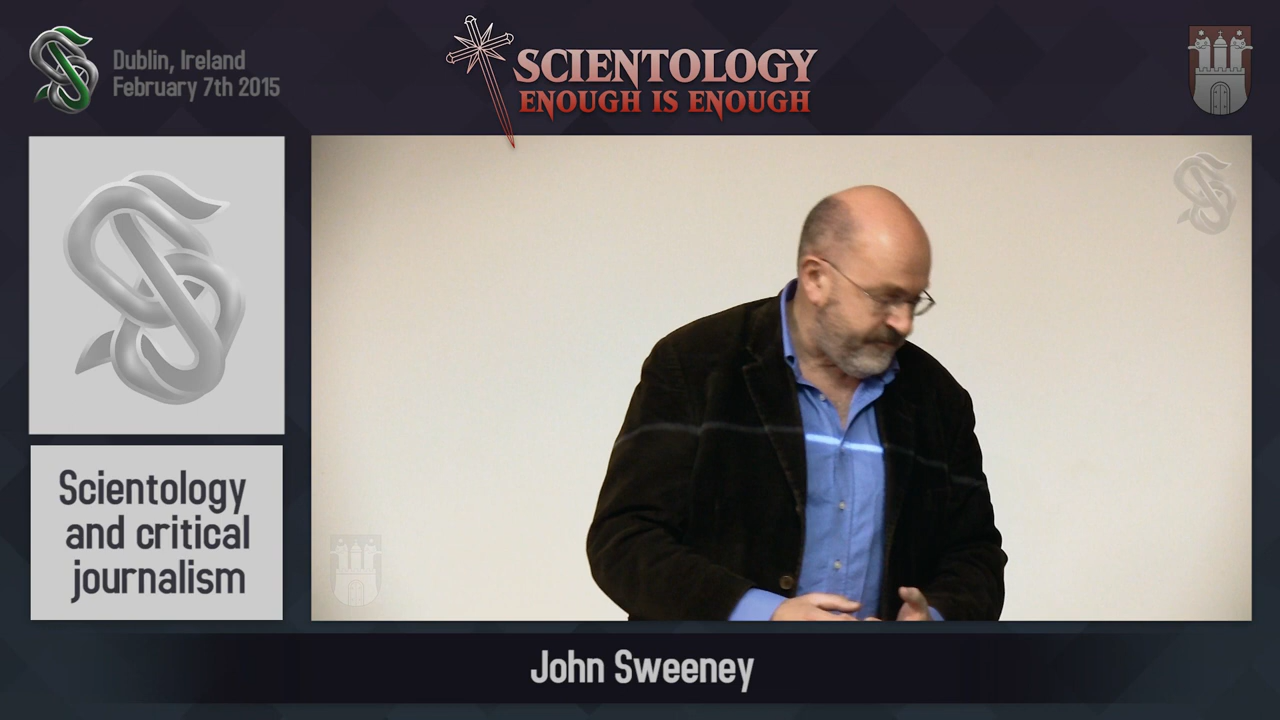 Dublin, Ireland
February 7th 2015
SCIENTOLOGY
ENOUGH IS ENOUGH
Scientology
and critical
journalism
John Sweeney